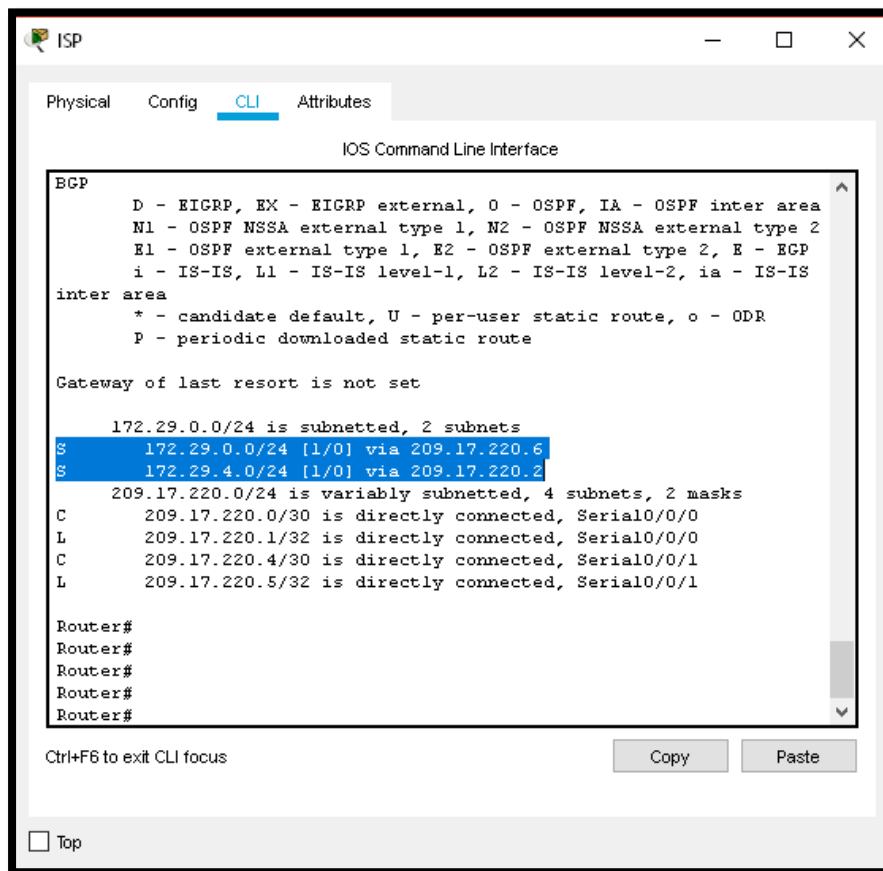 ISP
Physical Config CLI Attributes
IOS Command Line Interface
BGP
D - EIGRP, EX - EIGRP external, O - OSPF, IA - OSPF inter area
N1 - OSPF NSSA external type 1, N2 - OSPF NSSA external type 2
E1 - OSPF external type 1, E2 - OSPF external type 2, E - EGP
i - IS-IS, L1 - IS-IS level-1, L2 - IS-IS level-2, ia - IS-IS
inter area
* - candidate default, U - per-user static route, o - ODR
P - periodic downloaded static route
Gateway of last resort is not set
172.29.0.0/24 is subnetted, 2 subnets
S 172.29.0.0/24 [1/0] via 209.17.220.6
S 172.29.4.0/24 [1/0] via 209.17.220.2
209.17.220.0/24 is variably subnetted, 4 subnets, 2 masks
C 209.17.220.0/30 is directly connected, Serial0/0/0
L 209.17.220.1/32 is directly connected, Serial0/0/0
C 209.17.220.4/30 is directly connected, Serial0/0/1
L 209.17.220.5/32 is directly connected, Serial0/0/1
Router#
Router#
Router#
Router#
Router#
Ctrl+F6 to exit CLI focus Copy Paste
Top